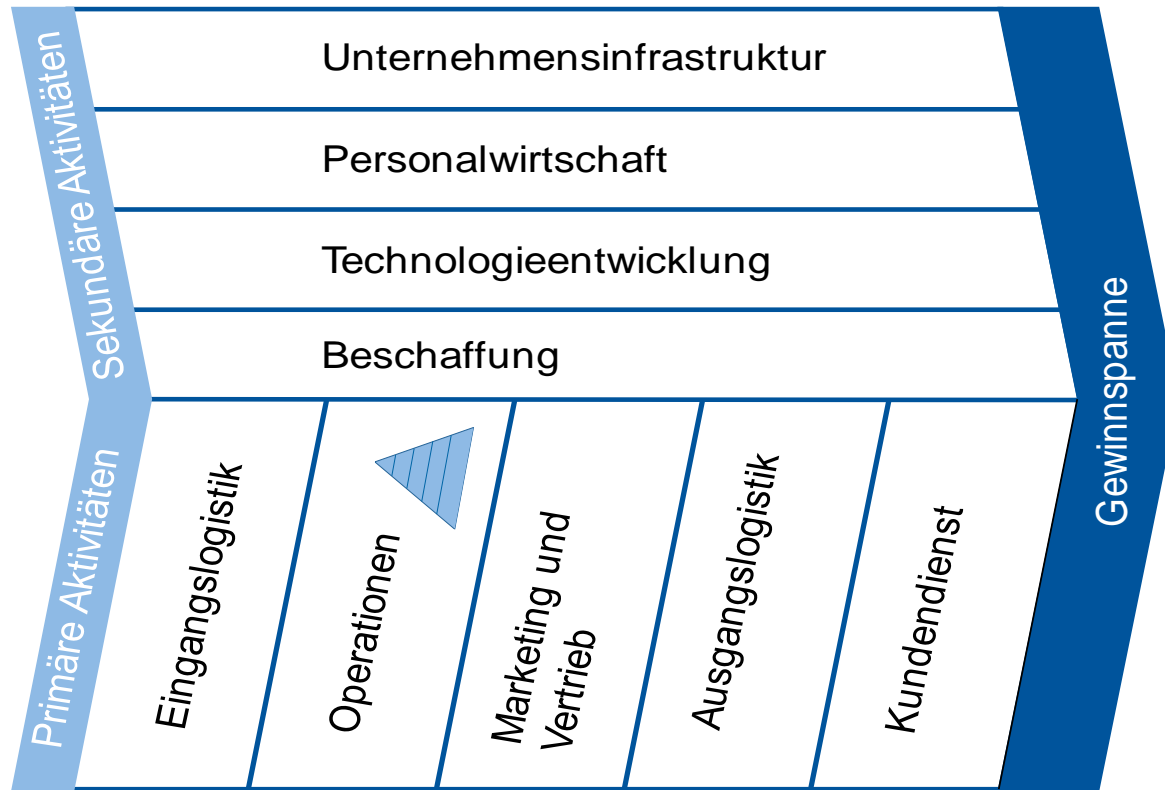 Sekundäre Aktivitäten
Unternehmensinfrastruktur
Personalwirtschaft
Technologieentwicklung
Beschaffung
Primäre Aktivitäten
Eingangslogistik
Operationen
Marketing und
Vertrieb
Ausgangslogistik
Kundendienst
Gewinnspanne